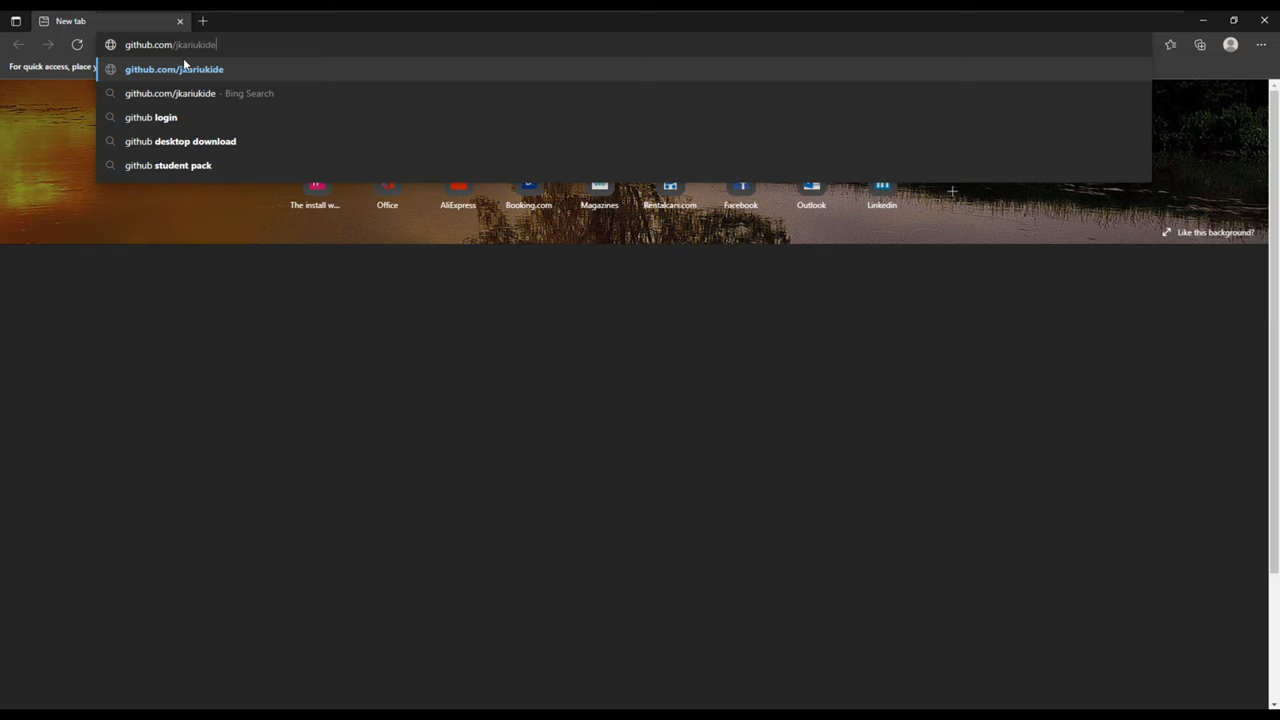 New tab
github.com/jkariukide
For quick access, place y
github.com/jkariukide
github.com/jkariukide - Bing Search
github login
github desktop download
github student pack
The install w...
Office
AliExpress
Booking.com
Magazines
Rentalcars.com
Facebook
Outlook
Linkedin
Like this background?